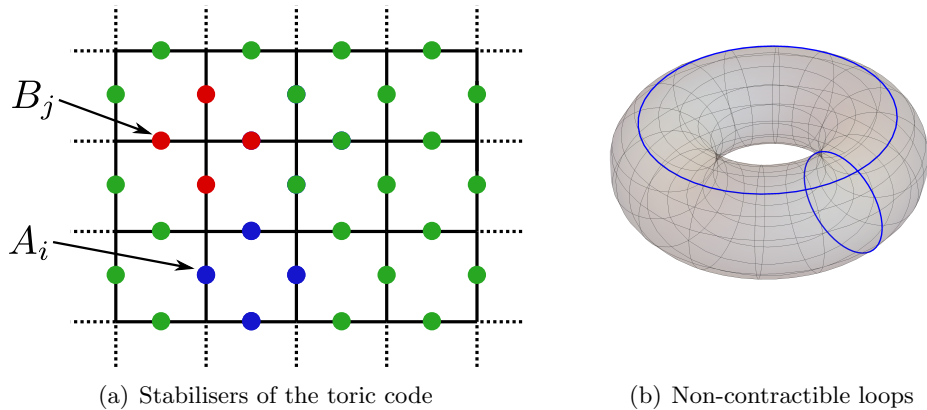 B_j
A_i
(a) Stabilisers of the toric code
(b) Non-contractible loops